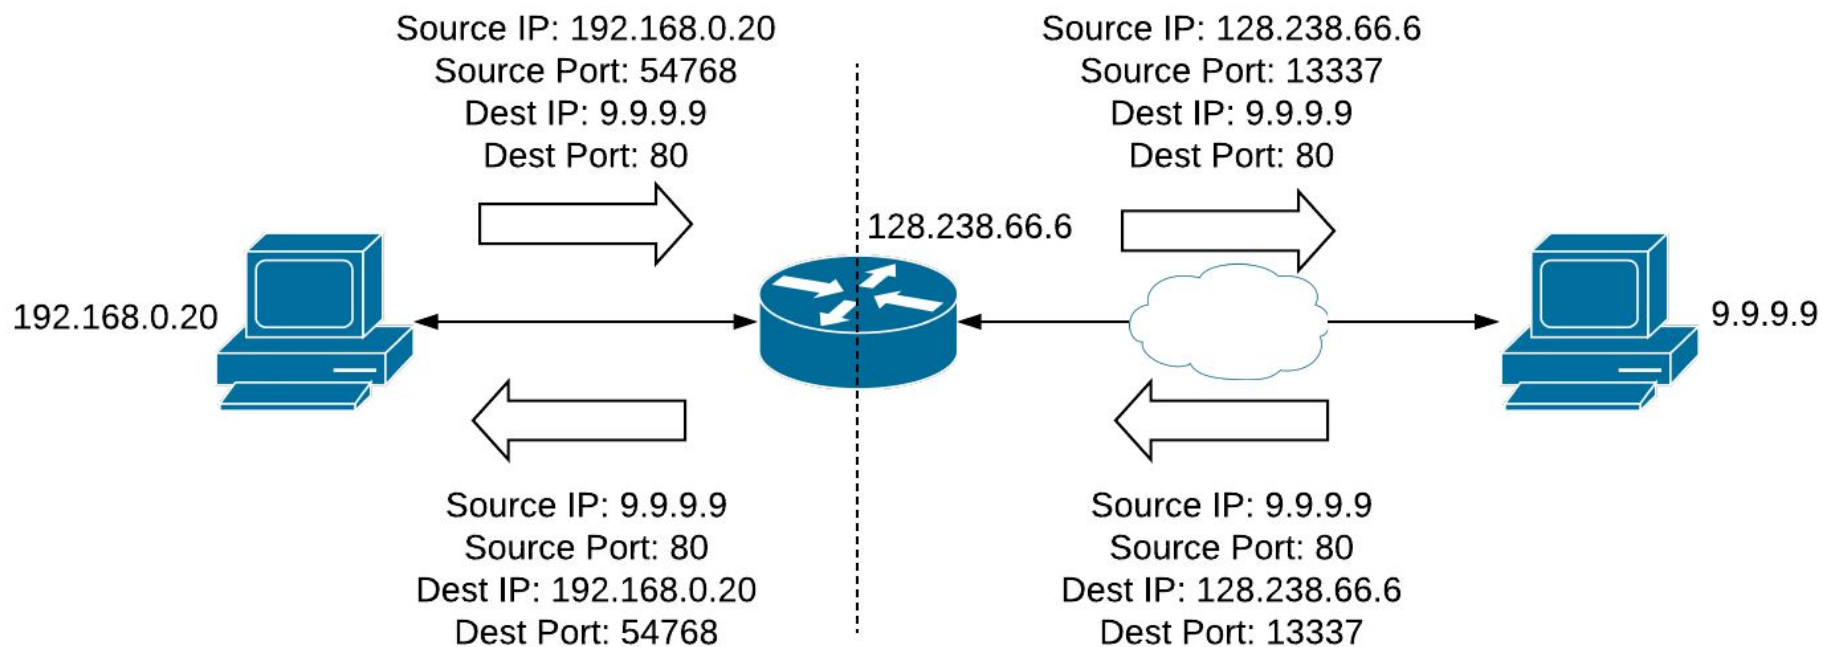 Source IP: 192.168.0.20
Source Port: 54768
Dest IP: 9.9.9.9
Dest Port: 80
Source IP: 128.238.66.6
Source Port: 13337
Dest IP: 9.9.9.9
Dest Port: 80
128.238.66.6
192.168.0.20
9.9.9.9
Source IP: 9.9.9.9
Source Port: 80
Dest IP: 192.168.0.20
Dest Port: 54768
Source IP: 9.9.9.9
Source Port: 80
Dest IP: 128.238.66.6
Dest Port: 13337